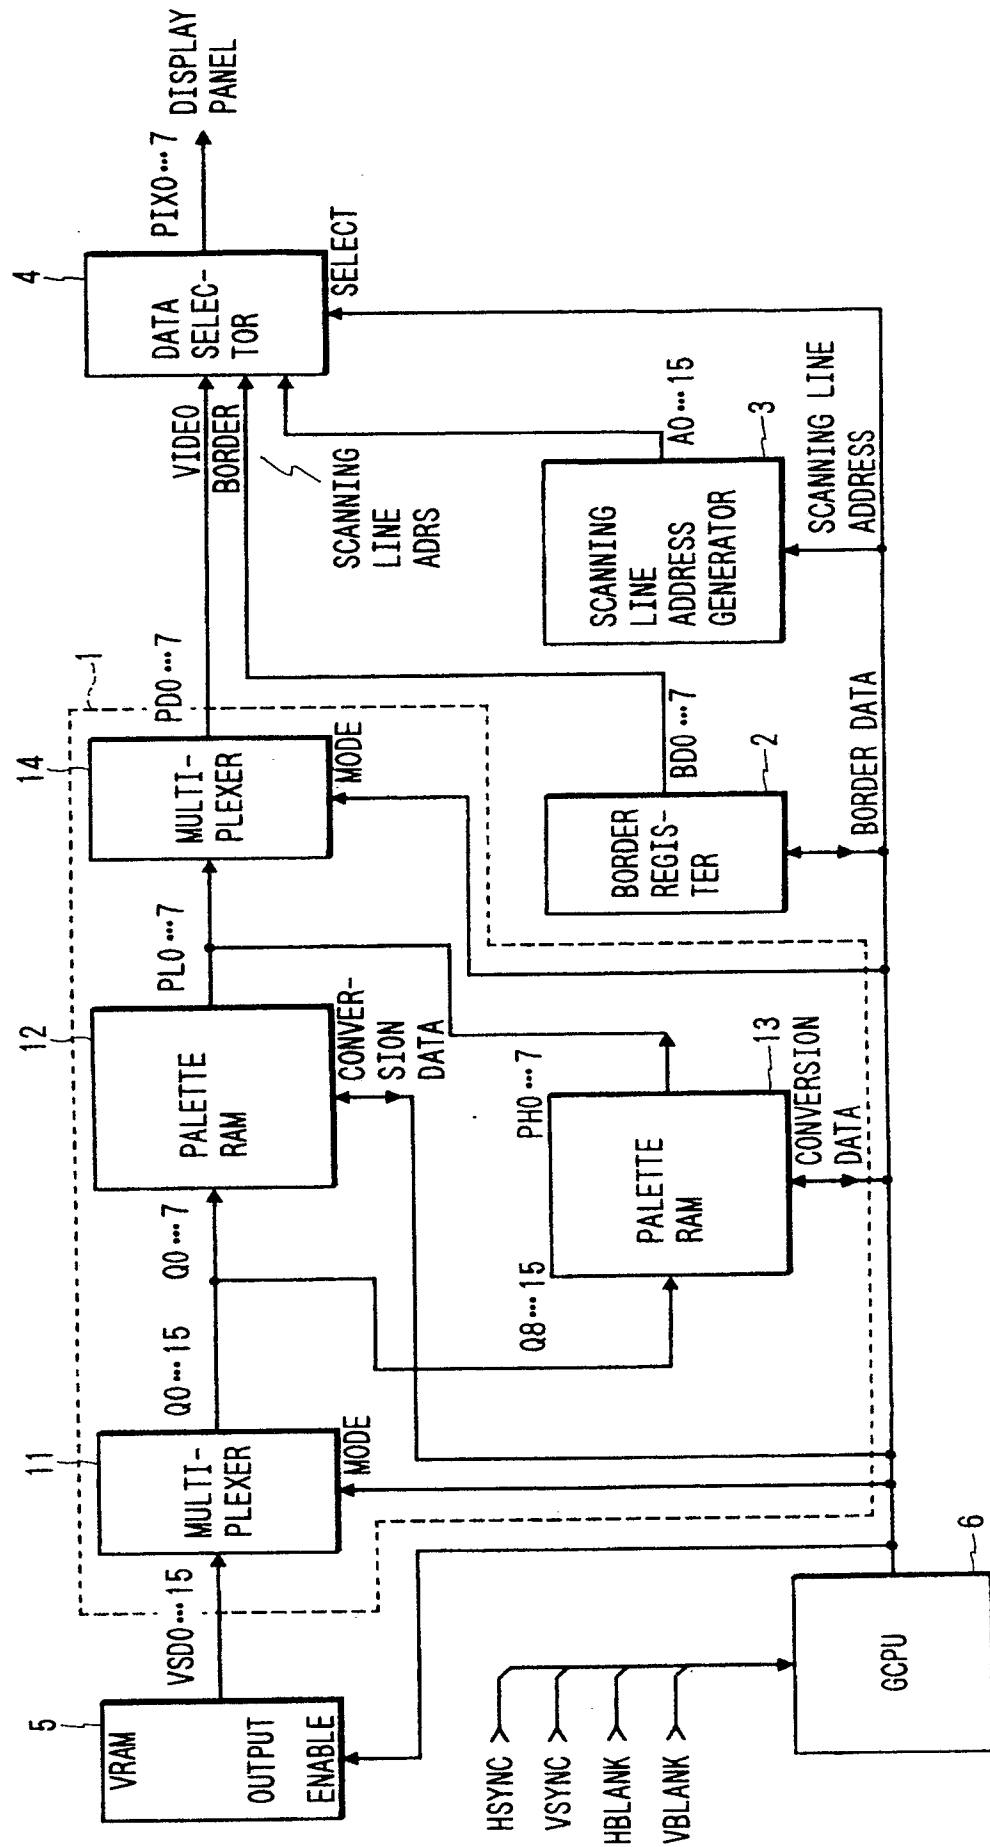 5
VRAM
OUTPUT
ENABLE
VSD0•••15
11
MULTI-
PLEXER
MODE
Q0•••15
Q0•••7
12
PALETTE
RAM
CONVER-
SION
DATA
PL0•••7
14
MULTI-
PLEXER
MODE
1
PD0•••7
VIDEO
BORDER
SCANNING
LINE
ADRS
4
DATA
SELEC-
TOR
SELECT
PIX0•••7
DISPLAY
PANEL
Q8•••15
PALETTE
RAM
PH0•••7
13
CONVERSION
DATA
BORDER
REGIS-
TER
BD0•••7
2
BORDER DATA
SCANNING
LINE
ADDRESS
GENERATOR
A0•••15
3
SCANNING LINE
ADDRESS
HSYNC
VSYNC
HBLANK
VBLANK
GCPU
6